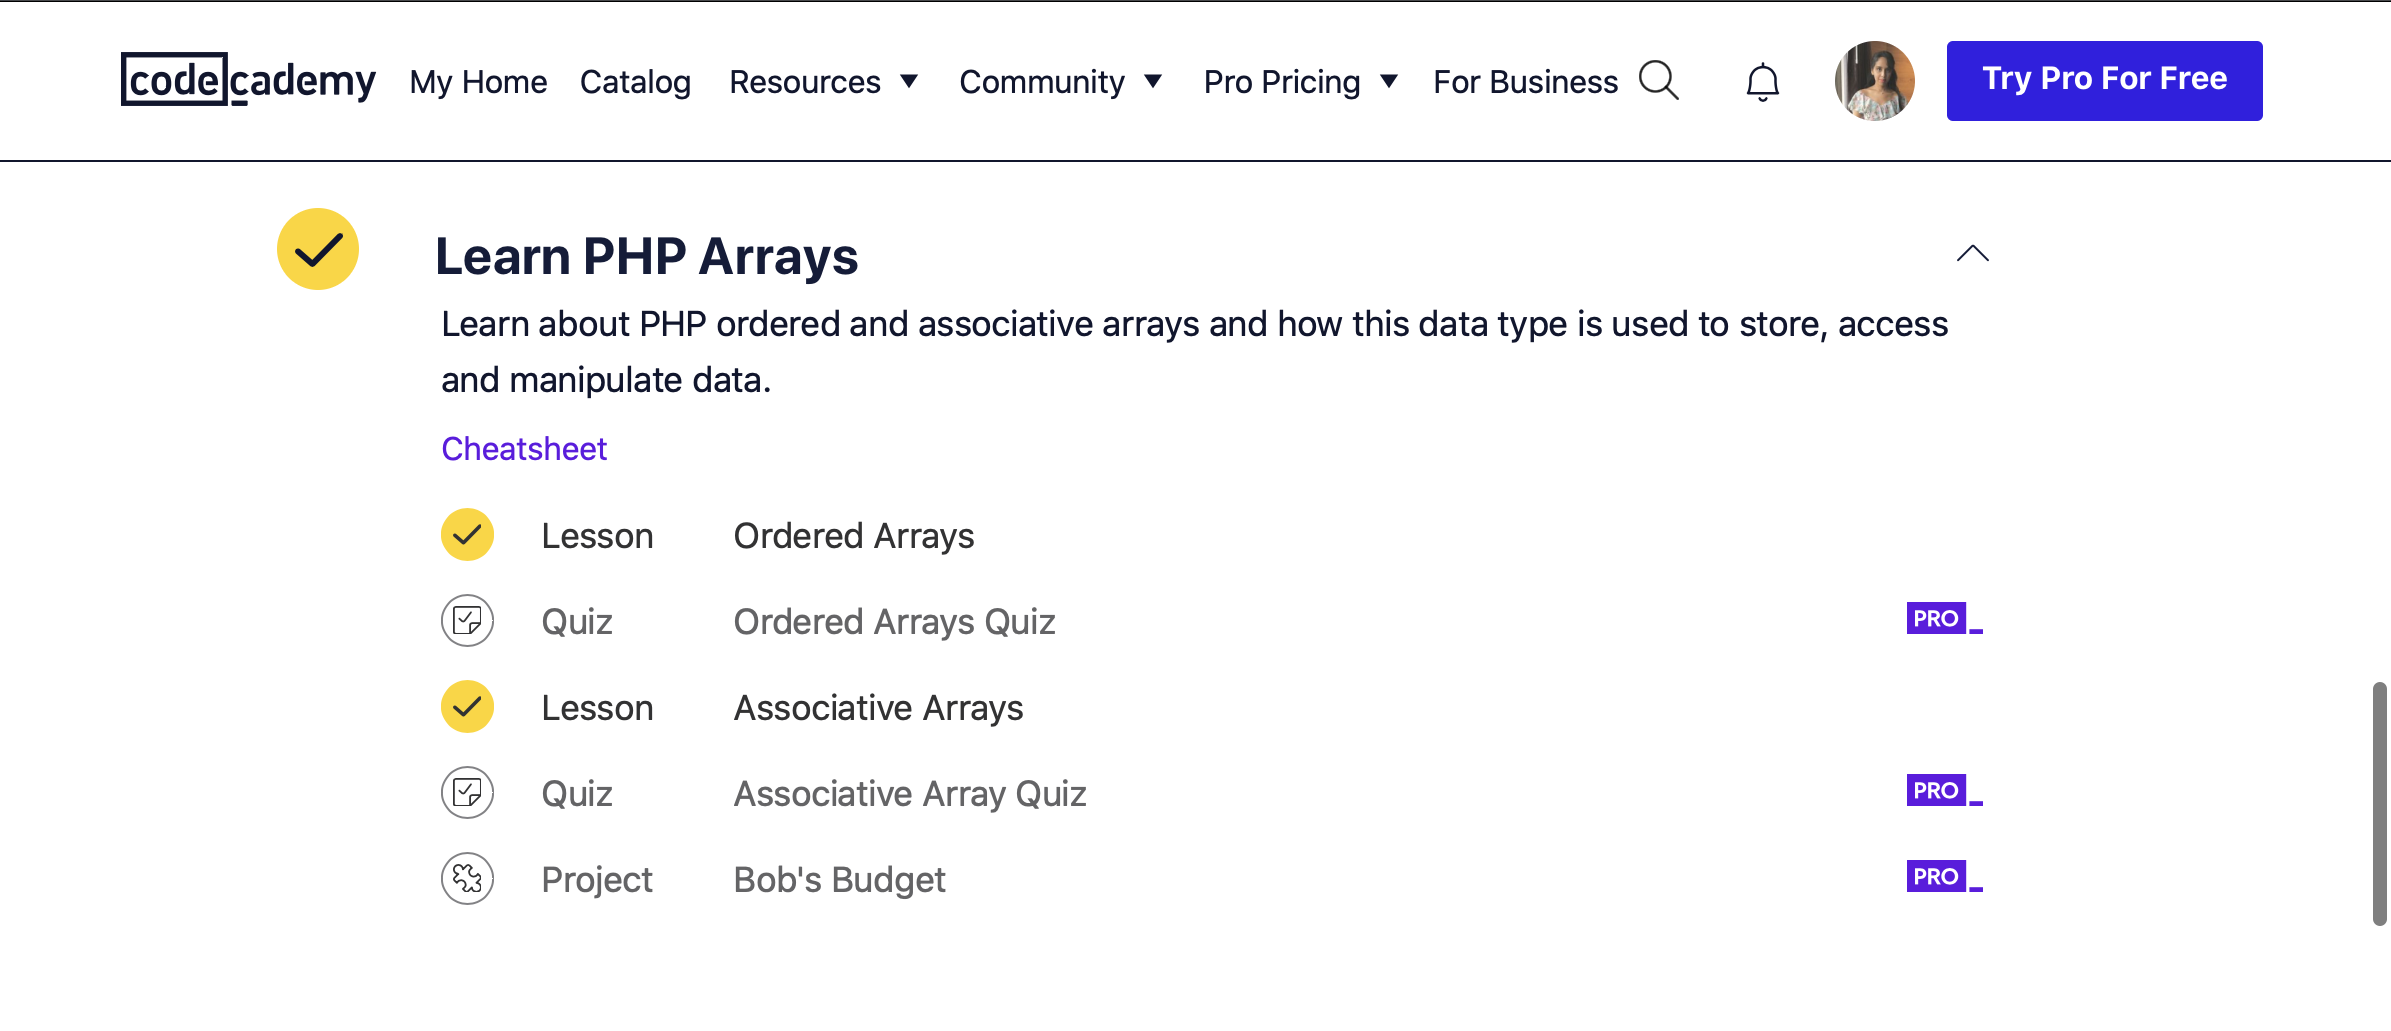 codecademy My Home Catalog Resources Community Pro Pricing For Business Try Pro For Free
Learn PHP Arrays
Learn about PHP ordered and associative arrays and how this data type is used to store, access
and manipulate data.
Cheatsheet
Lesson Ordered Arrays
Quiz Ordered Arrays Quiz PRO
Lesson Associative Arrays
Quiz Associative Array Quiz PRO
Project Bob's Budget PRO